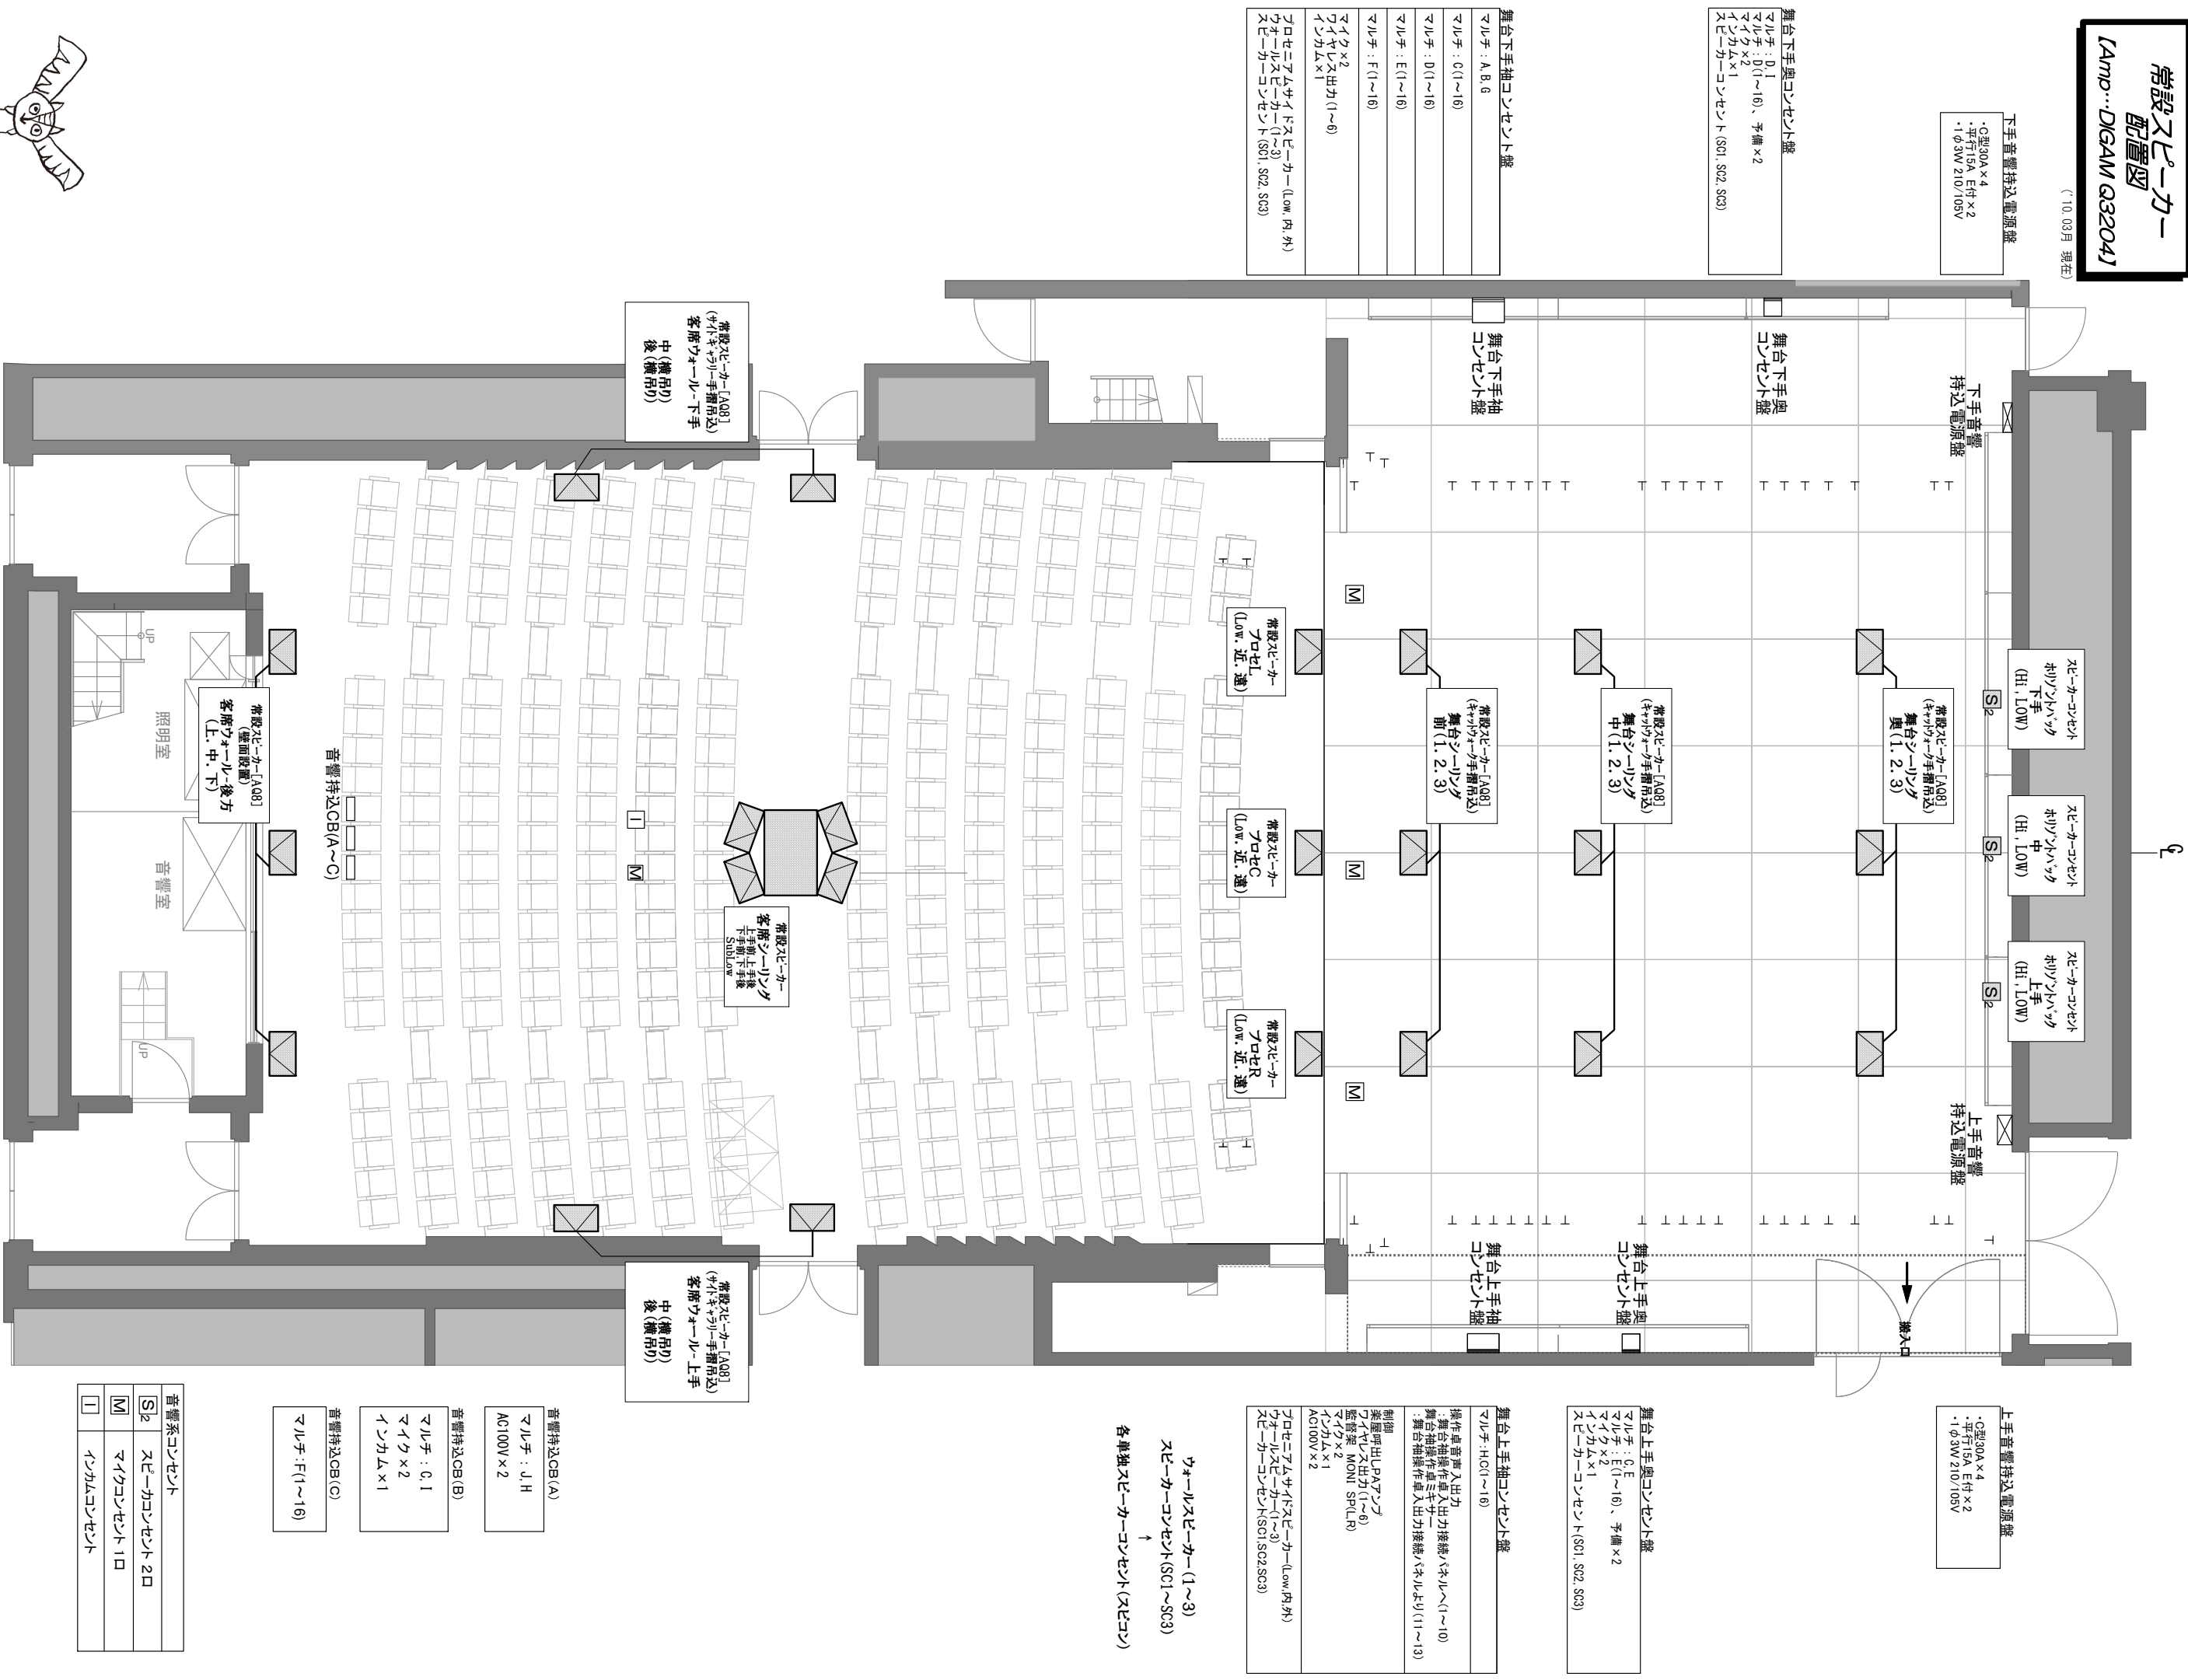 常設スピーカー
配置図
【Amp…DIGAM Q3204】
('10.03月 現在)
下手音響持込電源盤
・C型30A×4
・平行15A E付×2
・1φ3W 210/105V
舞台下手奥コンセント盤
マルチ：D,I
マルチ：D(1~16)、予備×2
マイク×2
インカム×1
スピーカーコンセント(SC1, SC2, SC3)
舞台下手袖コンセント盤
マルチ：A,B,G
マルチ：C(1~16)
マルチ：D(1~16)
マルチ：E(1~16)
マルチ：F(1~16)
マイク×2
ワイヤレス出力(1~6)
インカム×1
プロセニアムサイドスピーカー(Low, 内, 外)
ウォールスピーカー(1~3)
スピーカーコンセント(SC1, SC2, SC3)
下手音響
持込電源盤
舞台下手奥
コンセント盤
舞台下手袖
コンセント盤
スピーカーコンセント
ホリゾントバック
下手
(Hi, LOW)
スピーカーコンセント
ホリゾントバック
中
(Hi, LOW)
スピーカーコンセント
ホリゾントバック
上手
(Hi, LOW)
S2
S2
S2
CL
常設スピーカー[AQ8]
(キャットウォーク手摺吊込)
舞台シーリング
奥(1. 2. 3)
常設スピーカー[AQ8]
(キャットウォーク手摺吊込)
舞台シーリング
中(1. 2. 3)
常設スピーカー[AQ8]
(キャットウォーク手摺吊込)
舞台シーリング
前(1. 2. 3)
M
M
M
常設スピーカー
プロセL
(Low. 近. 遠)
常設スピーカー
プロセC
(Low. 近. 遠)
常設スピーカー
プロセR
(Low. 近. 遠)
常設スピーカー[AQ8]
(サイドギャラリー手摺吊込)
客席ウォール-下手
中(横吊り)
後(横吊り)
常設スピーカー
客席シーリング
上手前,上手後
下手前,下手後
SubLow
I
M
音響持込CB(A~C)
常設スピーカー[AQ8]
(壁面設置)
客席ウォール-後方
(上. 中. 下)
照明室
音響室
UP
UP
常設スピーカー[AQ8]
(サイドギャラリー手摺吊込)
客席ウォール-上手
中(横吊り)
後(横吊り)
上手音響
持込電源盤
舞台上手奥
コンセント盤
舞台上手袖
コンセント盤
搬入口
上手音響持込電源盤
・C型30A×4
・平行15A E付×2
・1φ3W 210/105V
舞台上手奥コンセント盤
マルチ：C,E
マルチ：E(1~16)、予備×2
マイク×2
インカム×1
スピーカーコンセント(SC1, SC2, SC3)
舞台上手袖コンセント盤
マルチ:H,C(1~16)
操作卓音声入出力
:舞台袖操作卓入出力接続パネルへ(1~10)
舞台袖操作卓ミキサー
:舞台袖操作卓入出力接続パネルより(11~13)
制御
楽屋呼出しPAアンプ
ワイヤレス出力(1~6)
監督架 MONI SP(L,R)
マイク×2
インカム×1
AC100V×2
プロセニアムサイドスピーカー(Low,内,外)
ウォールスピーカー(1~3)
スピーカーコンセント(SC1,SC2,SC3)
ウォールスピーカー(1~3)
スピーカーコンセント(SC1~SC3)
↑
各単独スピーカーコンセント(スピコン)
音響持込CB(A)
マルチ：J,H
AC100V×2
音響持込CB(B)
マルチ：C, I
マイク×2
インカム×1
音響持込CB(C)
マルチ:F(1~16)
音響系コンセント
S2 スピーカコンセント 2口
M マイクコンセント 1口
I インカムコンセント